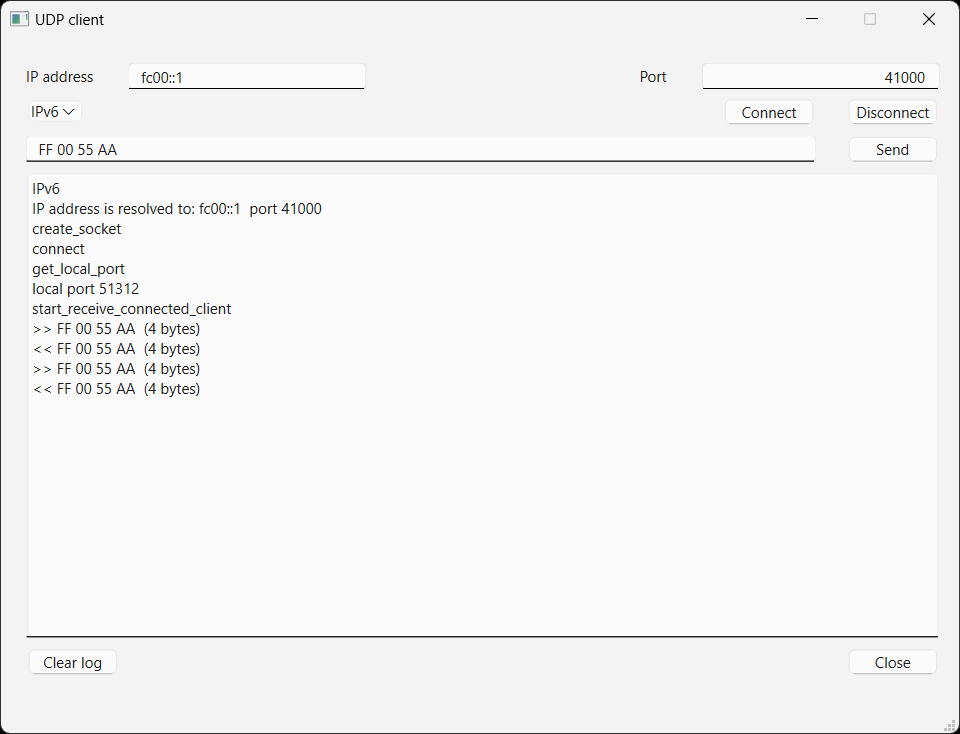 UDP client
IP address fc00::1 Port 41000
IPv6 Connect Disconnect
FF 00 55 AA Send
IPv6
IP address is resolved to: fc00::1  port 41000
create_socket
connect
get_local_port
local port 51312
start_receive_connected_client
>> FF 00 55 AA  (4 bytes)
<< FF 00 55 AA  (4 bytes)
>> FF 00 55 AA  (4 bytes)
<< FF 00 55 AA  (4 bytes)
Clear log Close